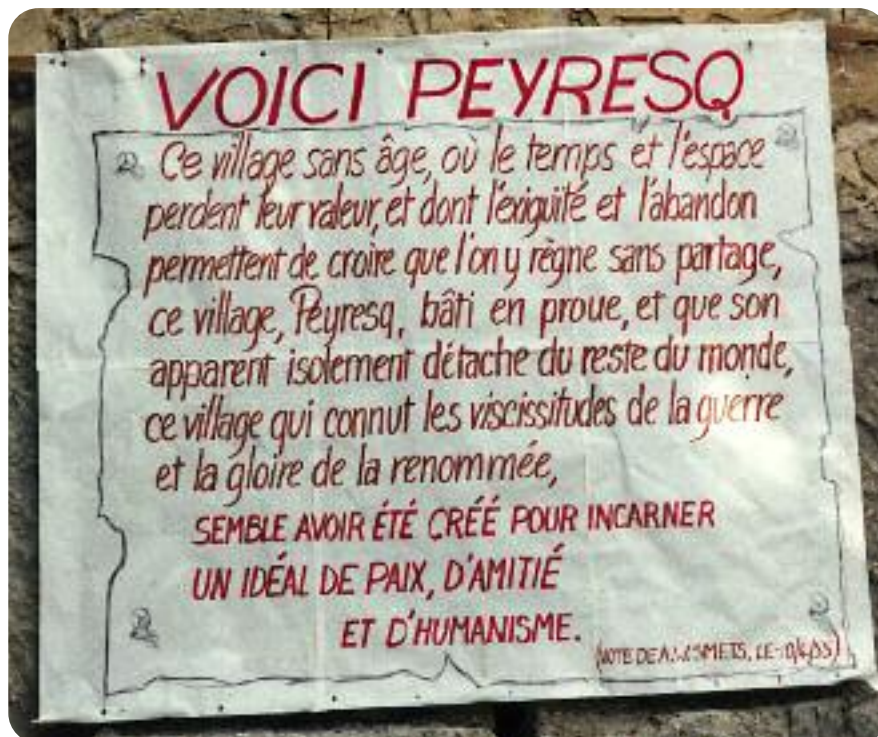 VOICI PEYRESQ
Ce village sans âge, où le temps et l'espace
perdent leur valeur, et dont l'exiguïté et l'abandon
permettent de croire que l'on y règne sans partage,
ce village, Peyresq, bâti en proue, et que son
apparent isolement détache du reste du monde,
ce village qui connut les viscissitudes de la guerre
et la gloire de la renommée,
SEMBLE AVOIR ÉTÉ CRÉÉ POUR INCARNER
UN IDÉAL DE PAIX, D'AMITIÉ
ET D'HUMANISME.
DE SMETS, LE